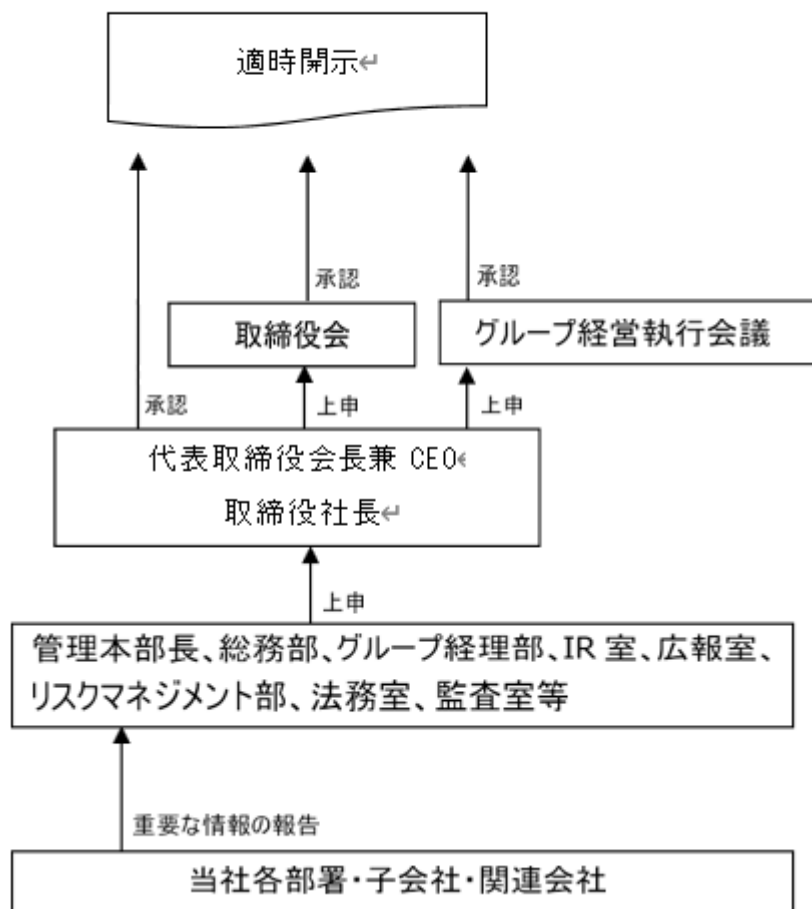 適時開示↵
承認
承認
取締役会
グループ経営執行会議
承認
上申
上申
代表取締役会長兼 CEO↵
取締役社長↵
上申
管理本部長、総務部、グループ経理部、IR 室、広報室、
リスクマネジメント部、法務室、監査室等
重要な情報の報告
当社各部署・子会社・関連会社